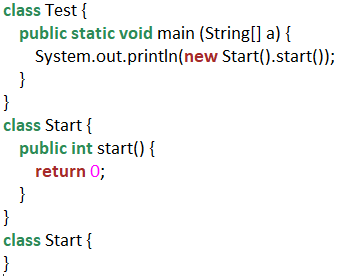 class Test {
public static void main (String[] a) {
System.out.println(new Start().start());
}
}
class Start {
public int start() {
return 0;
}
}
class Start {
}